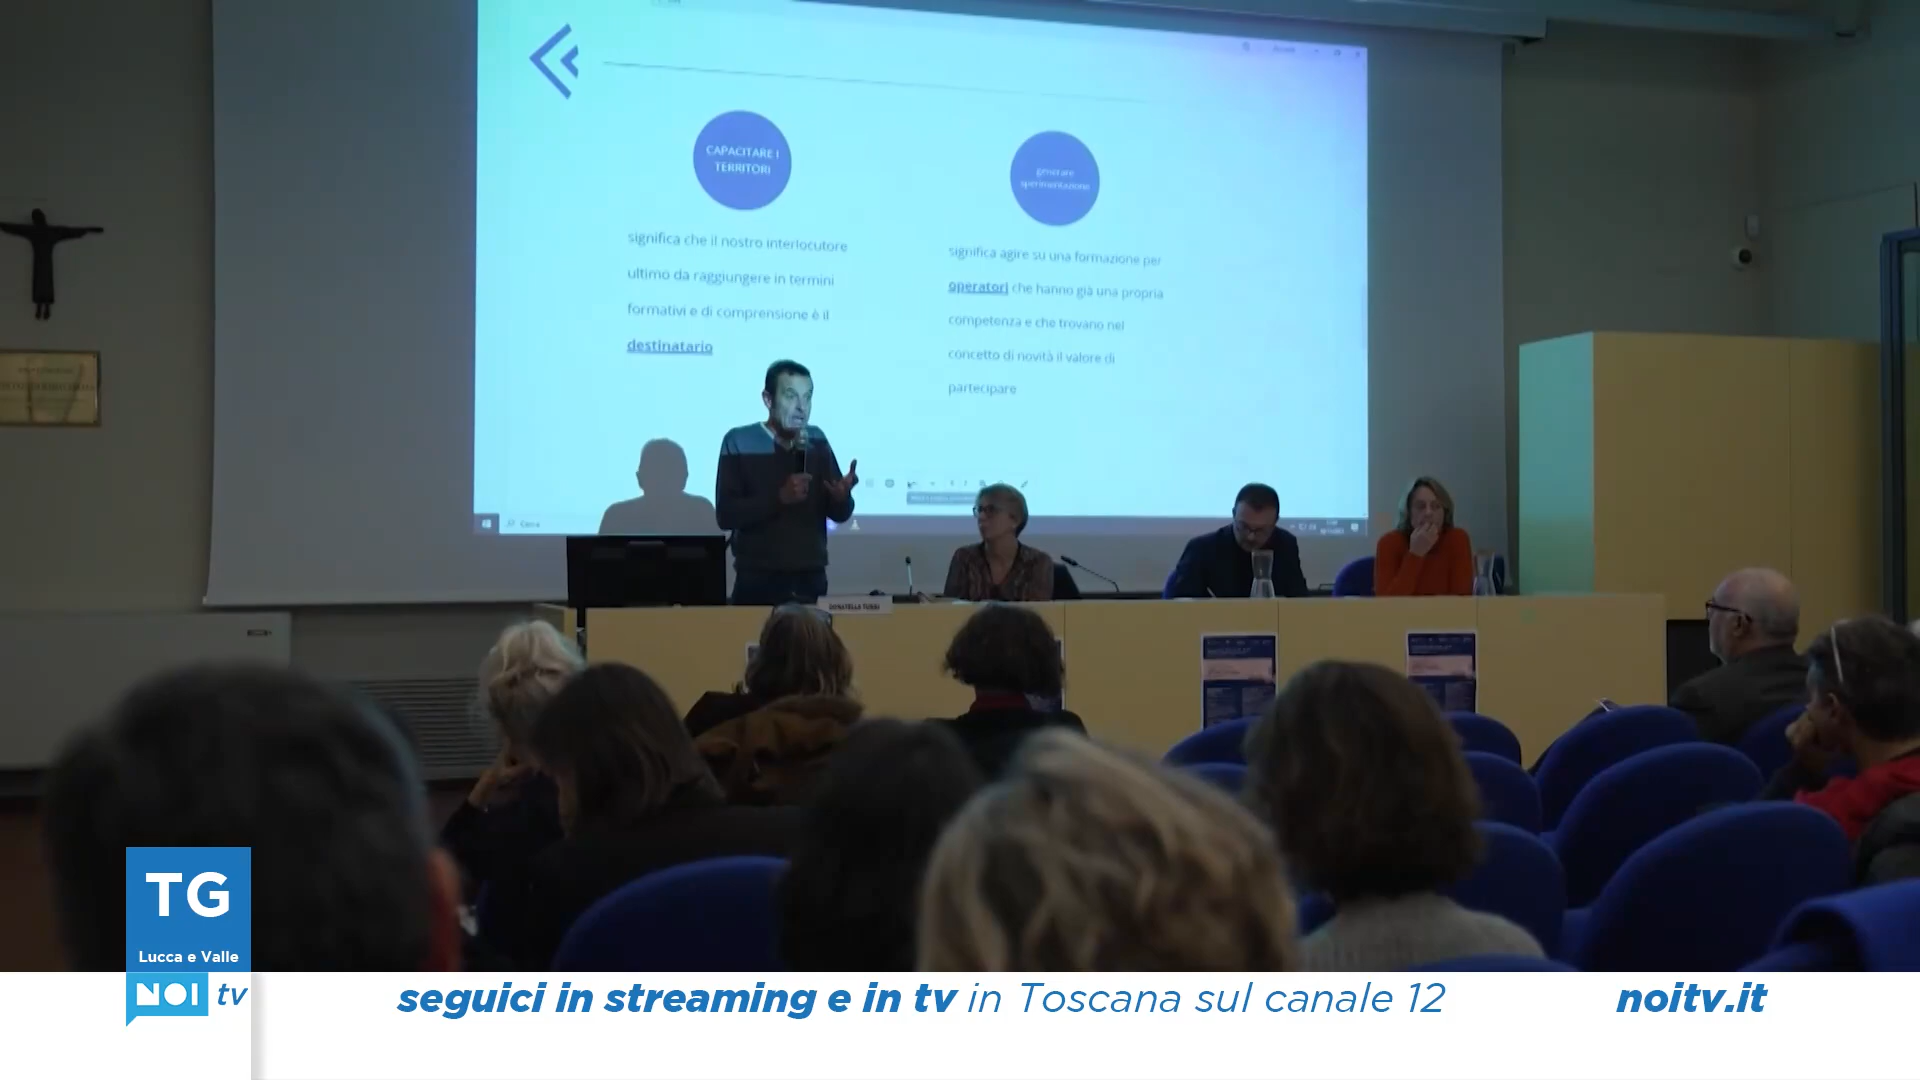 CAPACITARE I
TERRITORI
generare
sperimentazione
significa che il nostro interlocutore
ultimo da raggiungere in termini
formativi e di comprensione è il
destinatario
significa agire su una formazione per
operatori che hanno già una propria
competenza e che trovano nel
concetto di novità il valore di
partecipare
Cerca
TG
Lucca e Valle
NOI tv
seguici in streaming e in tv in Toscana sul canale 12
noitv.it